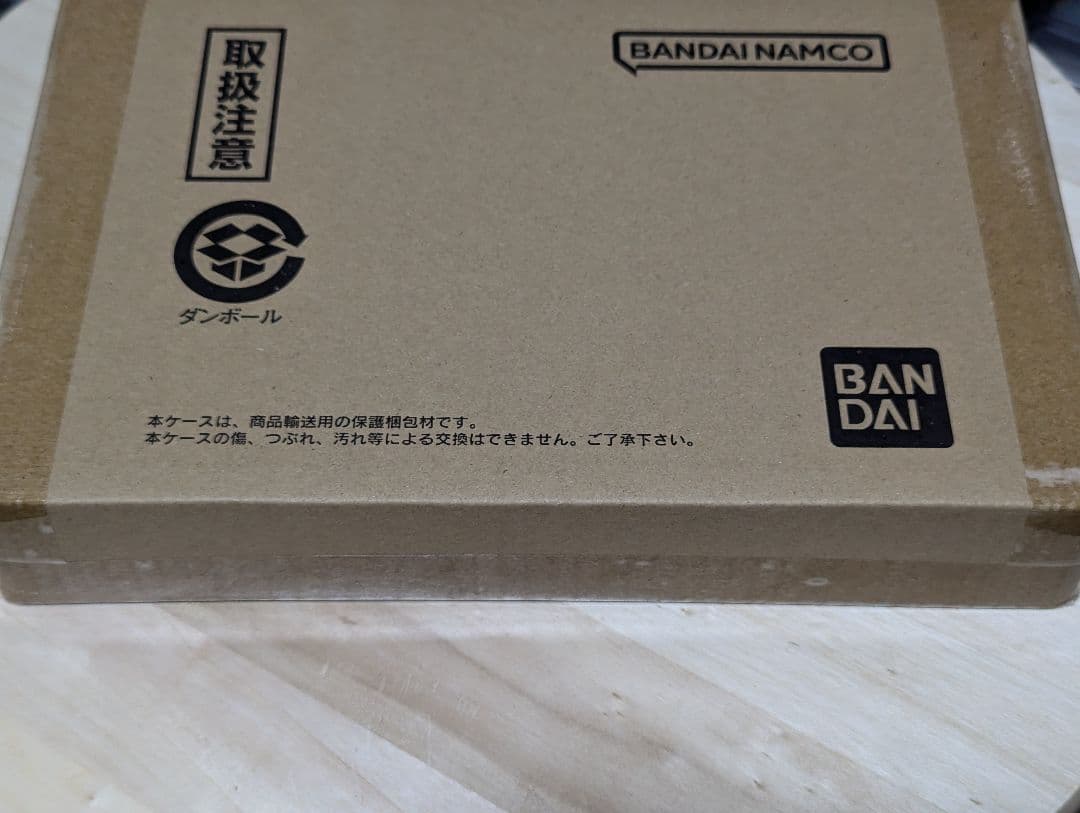 取扱注意
BANDAI NAMCO
ダンボール
BAN
DAI
本ケースは、商品輸送用の保護梱包材です。
本ケースの傷、つぶれ、汚れ等による交換はできません。ご了承下さい。